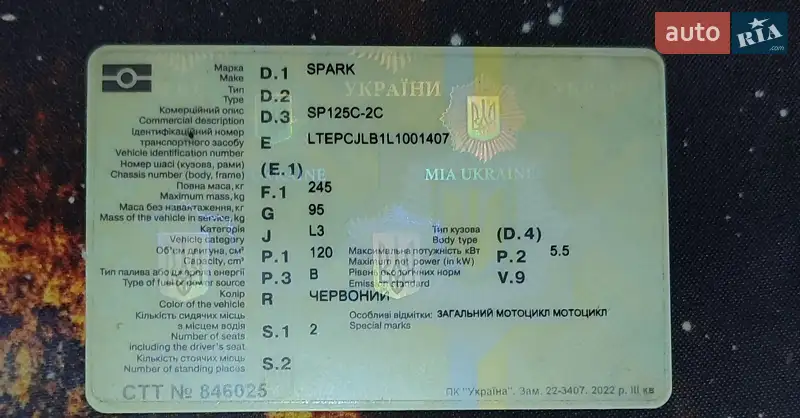 auto RIA .com
УКРАЇНИ
MIA UKRAINE
Марка
Make D.1 SPARK
Тип
Type D.2
Комерційний опис
Commercial description D.3 SP125C-2C
Ідентифікаційний номер
транспортного засобу
Vehicle identification number E LTEPCJLB1L1001407
Номер шасі (кузова, рами)
Chassis number (body, frame) (E.1)
Повна маса, кг
Maximum mass, kg F.1 245
Маса без навантаження, кг
Mass of the vehicle in service, kg G 95
Категорія
Vehicle category J L3
Тип кузова
Body type (D.4)
Об'єм двигуна, см³
Capacity, cm³ P.1 120
Максимальна потужність кВт
Maximum net power (in kW) P.2 5.5
Тип палива або джерела енергії
Type of fuel or power source P.3 B
Рівень екологічних норм
Emission standard V.9
Колір
Color of the vehicle R ЧЕРВОНИЙ
Кількість сидячих місць
з місцем водія
Number of seats
including the driver's seat S.1 2
Особливі відмітки: ЗАГАЛЬНИЙ МОТОЦИКЛ МОТОЦИКЛ
Special marks
Кількість стоячих місць
Number of standing places S.2
СТТ № 846025
ПК "Україна". Зам. 22-3407. 2022 р. III кв